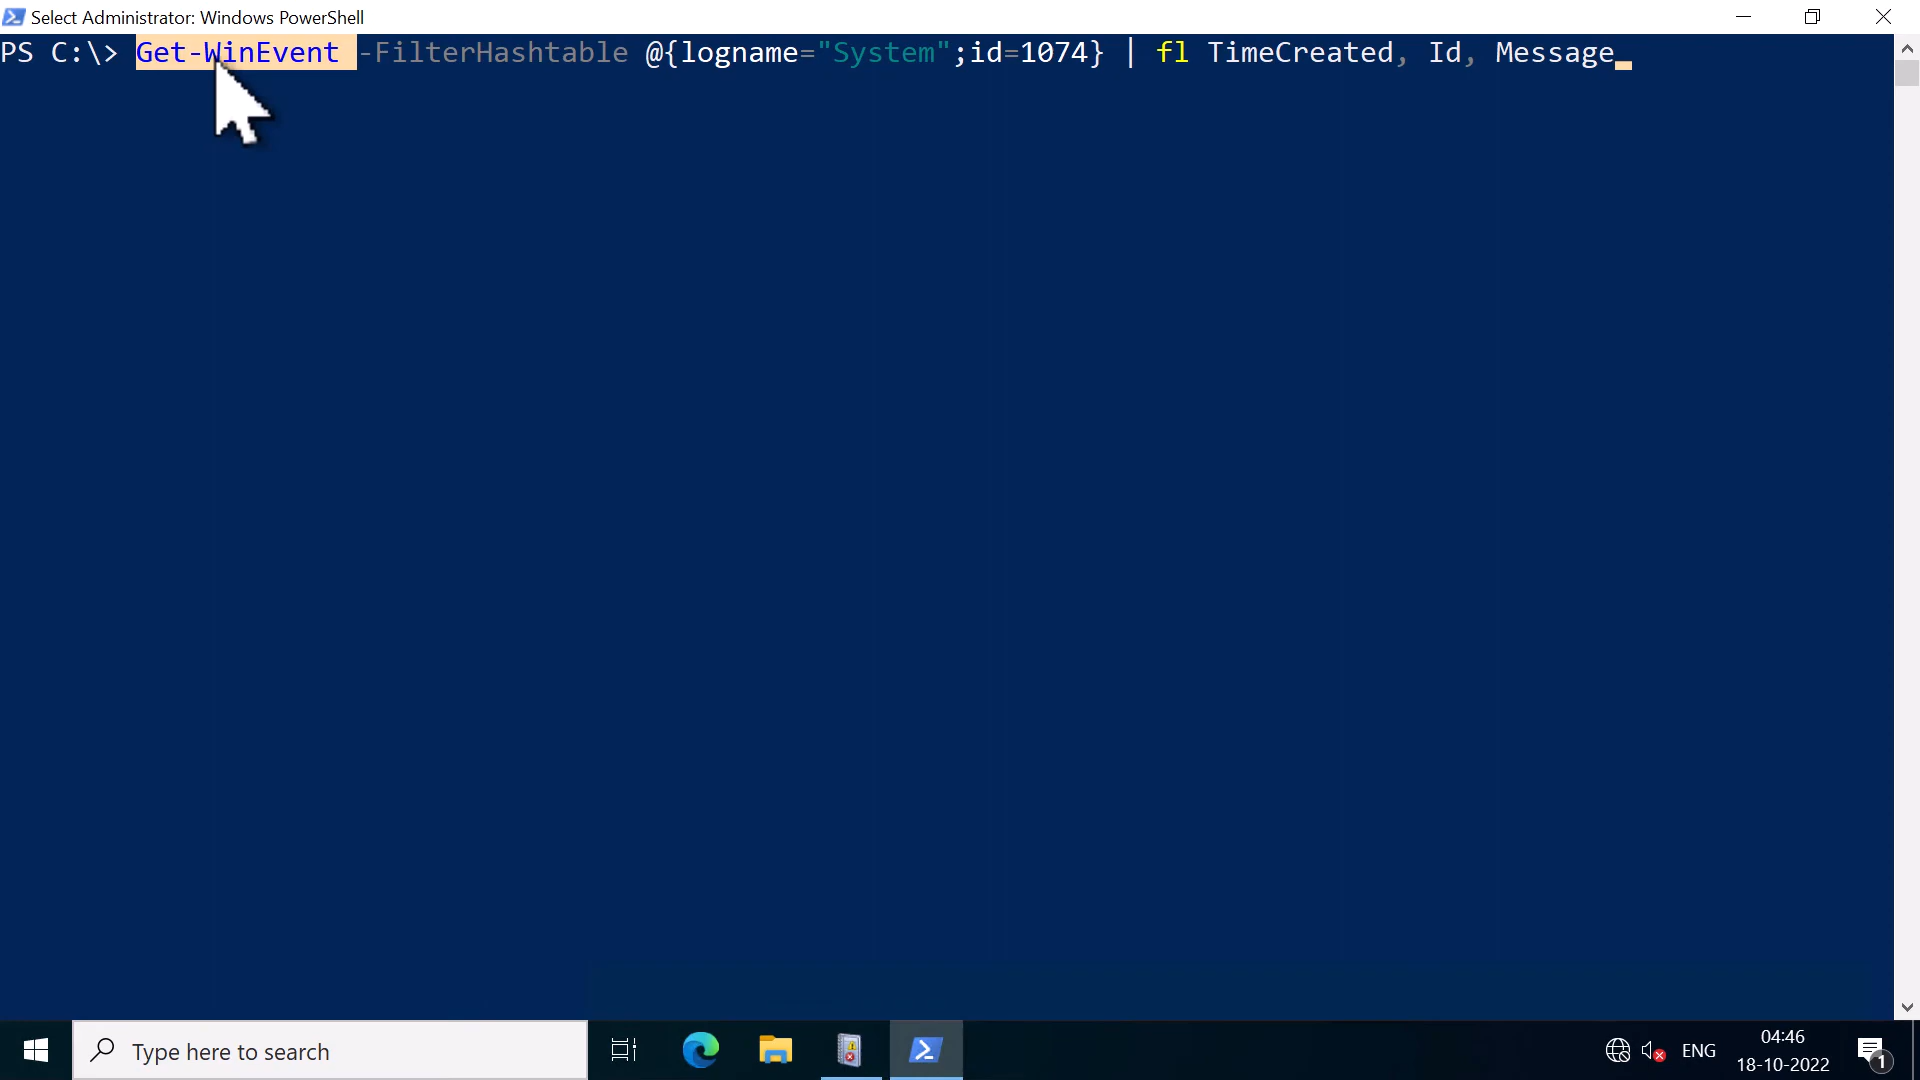 Select Administrator: Windows PowerShell
PS C:\> Get-WinEvent -FilterHashtable @{logname="System";id=1074} | fl TimeCreated, Id, Message
Type here to search
ENG
04:46
18-10-2022
1